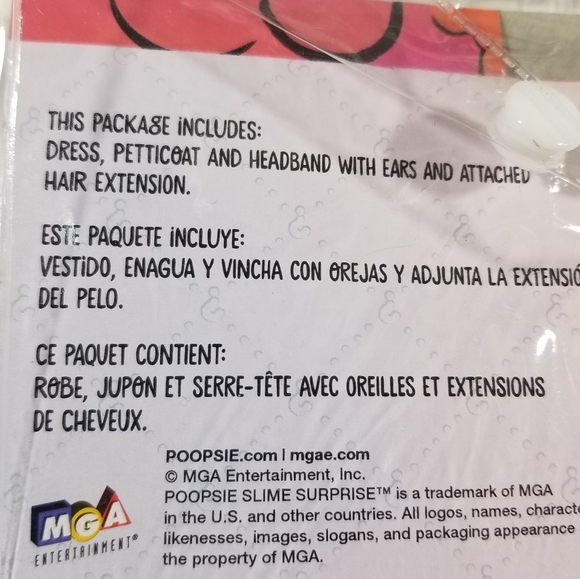 THIS PACKAGE INCLUDES:
DRESS, PETTICOAT AND HEADBAND WITH EARS AND ATTACHED
HAIR EXTENSION.
ESTE PAQUETE INCLUYE:
VESTIDO, ENAGUA Y VINCHA CON OREJAS Y ADJUNTA LA EXTENSIÓ
DEL PELO.
CE PAQUET CONTIENT:
ROBE, JUPON ET SERRE-TÊTE AVEC OREILLES ET EXTENSIONS
DE CHEVEUX.
POOPSIE.com | mgae.com
© MGA Entertainment, Inc.
POOPSIE SLIME SURPRISE™ is a trademark of MGA
in the U.S. and other countries. All logos, names, characte
likenesses, images, slogans, and packaging appearance
the property of MGA.
MGA
ENTERTAINMENT®